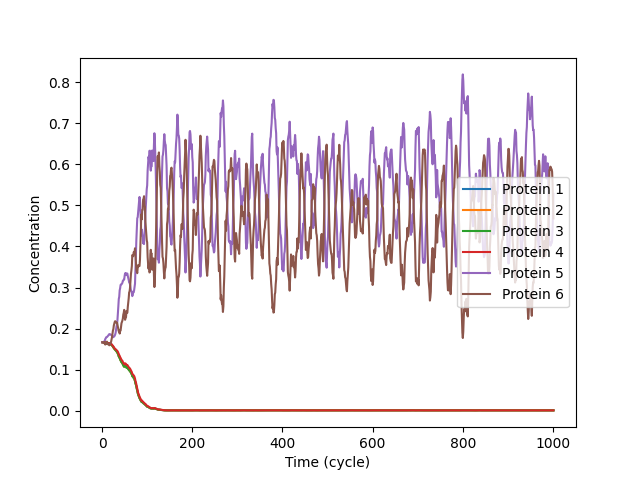 0.8
0.7
0.6
0.5
0.4
0.3
0.2
0.1
0.0
Concentration
0
200
400
600
800
1000
Time (cycle)
Protein 1
Protein 2
Protein 3
Protein 4
Protein 5
Protein 6